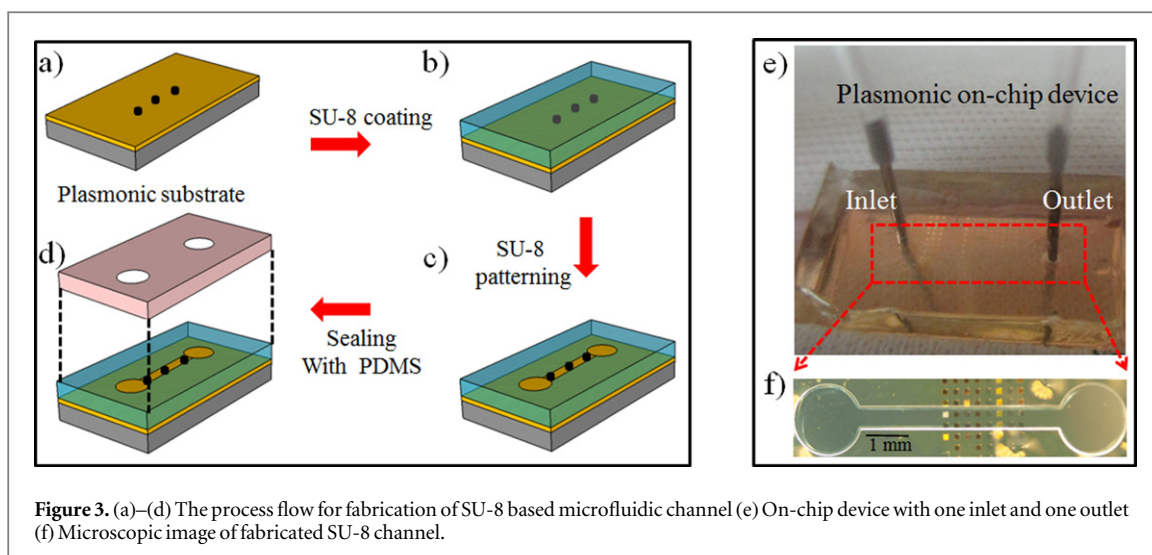 a)
SU-8 coating
b)
Plasmonic substrate
SU-8
patterning
c)
d)
Sealing
With PDMS
e)
Plasmonic on-chip device
Inlet
Outlet
f)
1 mm
Figure 3. (a)–(d) The process flow for fabrication of SU-8 based microfluidic channel (e) On-chip device with one inlet and one outlet
(f) Microscopic image of fabricated SU-8 channel.